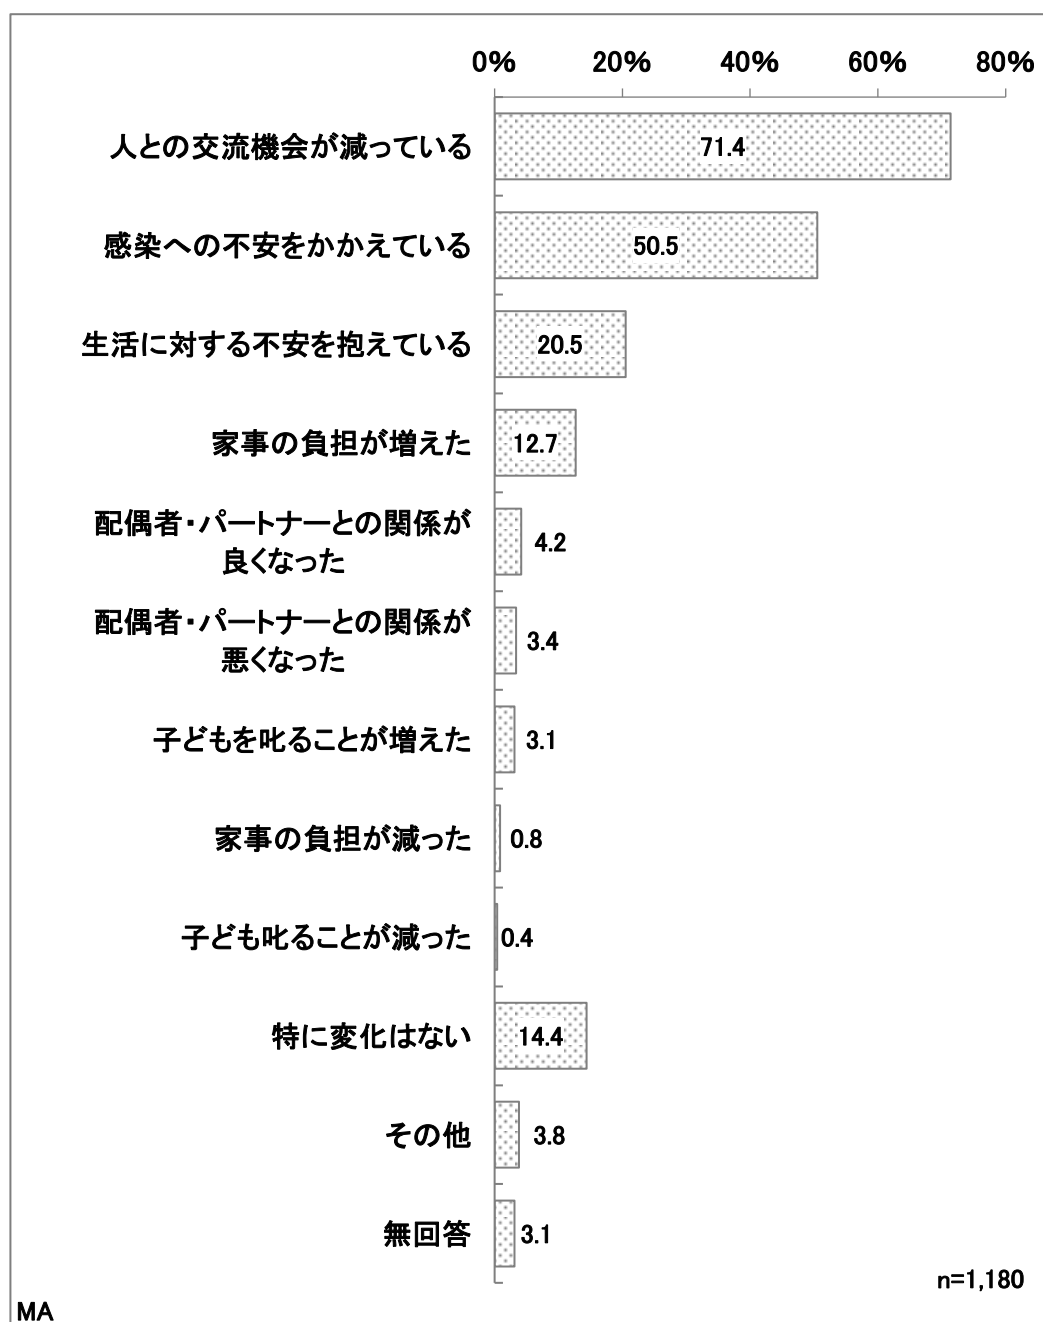 0% 20% 40% 60% 80%
人との交流機会が減っている 71.4
感染への不安をかかえている 50.5
生活に対する不安を抱えている 20.5
家事の負担が増えた 12.7
配偶者・パートナーとの関係が
良くなった 4.2
配偶者・パートナーとの関係が
悪くなった 3.4
子どもを叱ることが増えた 3.1
家事の負担が減った 0.8
子ども叱ることが減った 0.4
特に変化はない 14.4
その他 3.8
無回答 3.1
n=1,180
MA